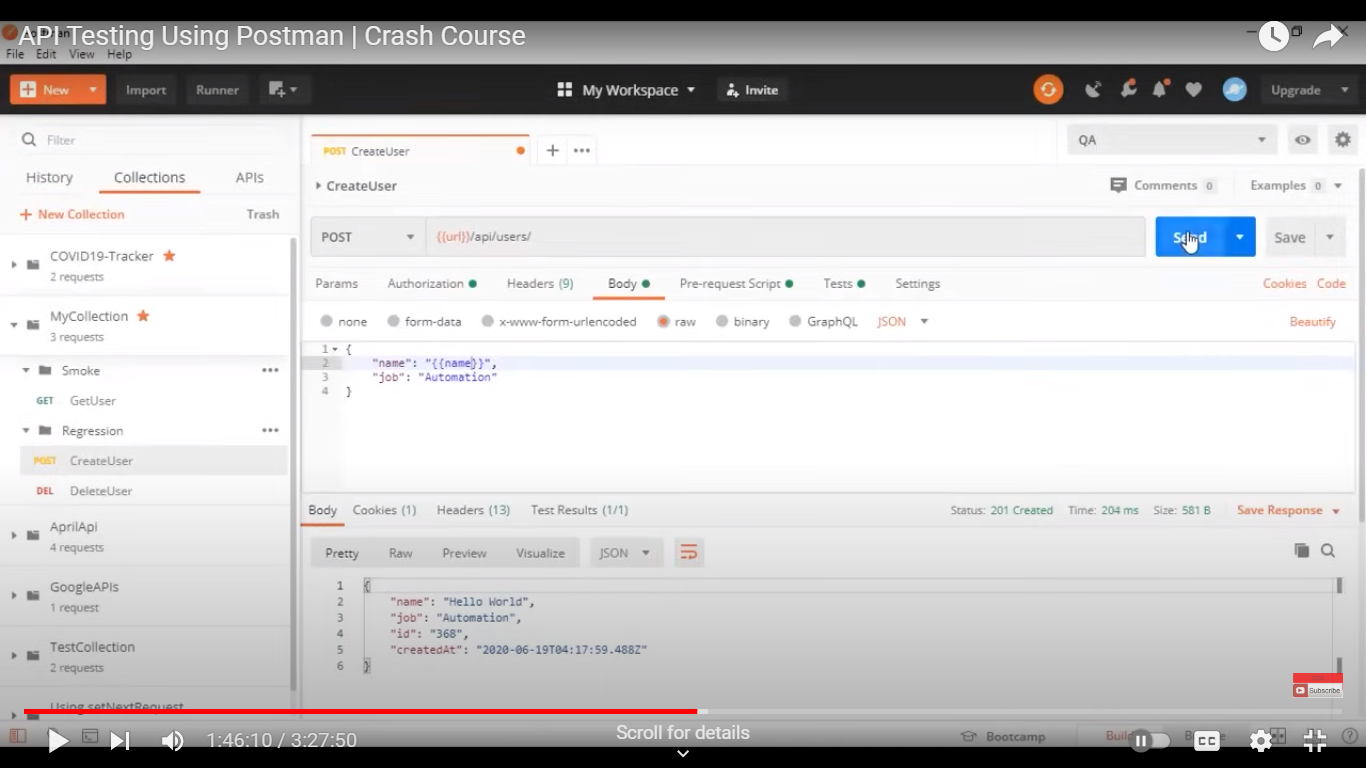 API Testing Using Postman | Crash Course
File Edit View Help
New Import Runner My Workspace Invite Upgrade
Filter
POST CreateUser
QA
History Collections APIs
CreateUser
Comments 0 Examples 0
+ New Collection Trash
POST {{url}}/api/users/ Send Save
COVID19-Tracker
2 requests
Params Authorization Headers (9) Body Pre-request Script Tests Settings Cookies Code
MyCollection
3 requests
none form-data x-www-form-urlencoded raw binary GraphQL JSON Beautify
1 {
2 "name": "{{name}}",
3 "job": "Automation"
4 }
Smoke
GET GetUser
Regression
POST CreateUser
DEL DeleteUser
AprilApi
4 requests
GoogleAPIs
1 request
TestCollection
2 requests
Using setNextRequest
Body Cookies (1) Headers (13) Test Results (1/1) Status: 201 Created Time: 204 ms Size: 581 B Save Response
Pretty Raw Preview Visualize JSON
1 {
2 "name": "Hello World",
3 "job": "Automation",
4 "id": "368",
5 "createdAt": "2020-06-19T04:17:59.488Z"
6 }
Subscribe
1:46:10 / 3:27:50
Scroll for details
Bootcamp Build
CC